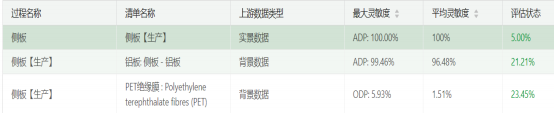 过程名称 清单名称 上游数据类型 最大灵敏度 平均灵敏度 评估状态
侧板 侧板【生产】 实景数据 ADP: 100.00% 100% 5.00%
侧板【生产】 铝板: 侧板 - 铝板 背景数据 ADP: 99.46% 96.48% 21.21%
侧板【生产】 PET绝缘膜 : Polyethylene terephthalate fibres (PET) 背景数据 ODP: 5.93% 1.51% 23.45%